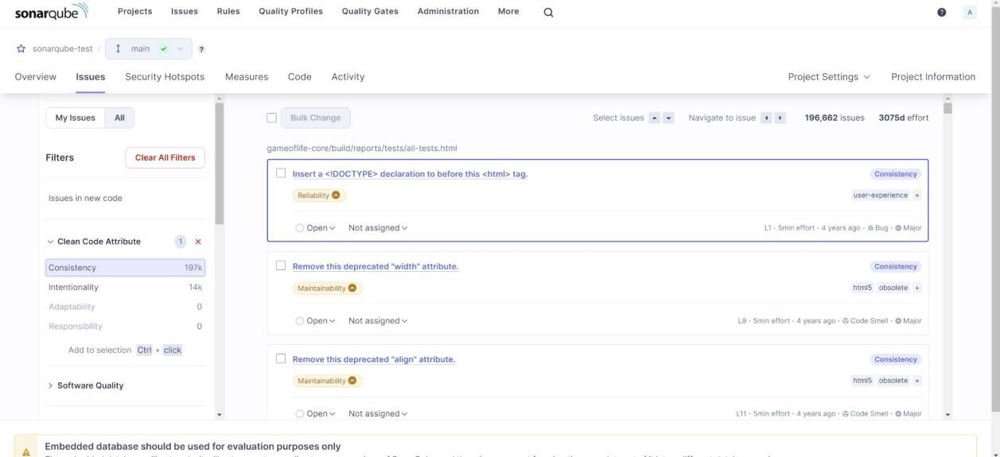 sonarqube
Projects Issues Rules Quality Profiles Quality Gates Administration More
? A
sonarqube-test / main ?
Overview Issues Security Hotspots Measures Code Activity Project Settings Project Information
My Issues All
Bulk Change Select issues Navigate to issue 196,662 issues 3075d effort
Filters Clear All Filters
Issues in new code
Clean Code Attribute 1
Consistency 197k
Intentionality 14k
Adaptability 0
Responsibility 0
Add to selection Ctrl + click
Software Quality
gameoflife-core/build/reports/tests/all-tests.html
Insert a <!DOCTYPE> declaration to before this <html> tag. Consistency
Reliability user-experience +
Open Not assigned L1 • 5min effort • 4 years ago • Bug • Major
Remove this deprecated "width" attribute. Consistency
Maintainability html5 obsolete +
Open Not assigned L9 • 5min effort • 4 years ago • Code Smell • Major
Remove this deprecated "align" attribute. Consistency
Maintainability html5 obsolete +
Open Not assigned L11 • 5min effort • 4 years ago • Code Smell • Major
Embedded database should be used for evaluation purposes only